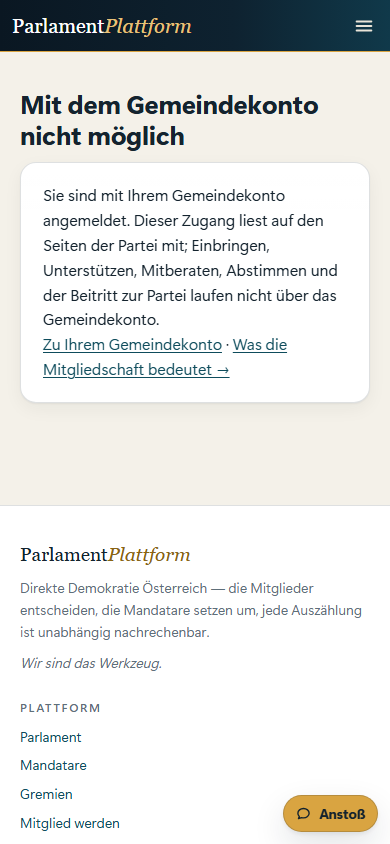 ParlamentPlattform
Mit dem Gemeindekonto
nicht möglich
Sie sind mit Ihrem Gemeindekonto
angemeldet. Dieser Zugang liest auf den
Seiten der Partei mit; Einbringen,
Unterstützen, Mitberaten, Abstimmen und
der Beitritt zur Partei laufen nicht über das
Gemeindekonto.
Zu Ihrem Gemeindekonto · Was die
Mitgliedschaft bedeutet →
ParlamentPlattform
Direkte Demokratie Österreich — die Mitglieder
entscheiden, die Mandatare setzen um, jede Auszählung
ist unabhängig nachrechenbar.
Wir sind das Werkzeug.
PLATTFORM
Parlament
Mandatare
Gremien
Mitglied werden
Anstoß